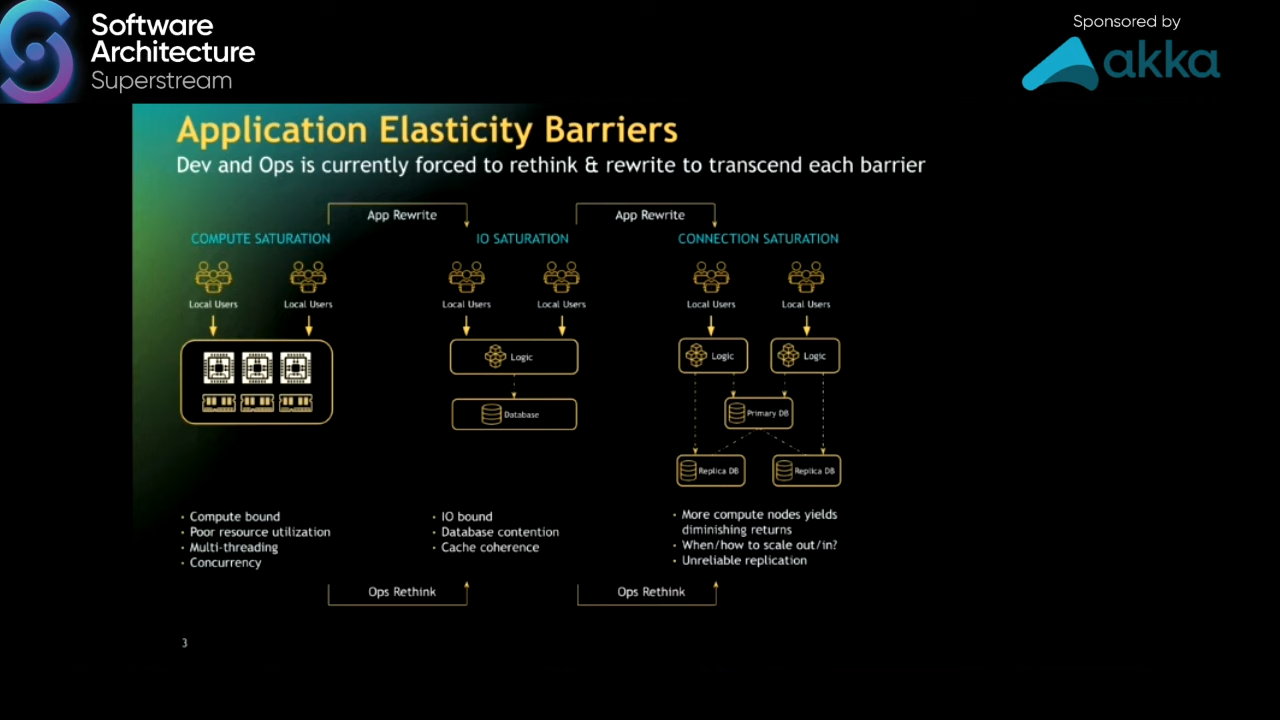 Software
Architecture
Superstream
Sponsored by
akka
Application Elasticity Barriers
Dev and Ops is currently forced to rethink & rewrite to transcend each barrier
App Rewrite
App Rewrite
COMPUTE SATURATION
IO SATURATION
CONNECTION SATURATION
Local Users
Local Users
Local Users
Local Users
Local Users
Local Users
Logic
Logic
Logic
Database
Primary DB
Replica DB
Replica DB
· Compute bound
· Poor resource utilization
· Multi-threading
· Concurrency
· IO bound
· Database contention
· Cache coherence
· More compute nodes yields
diminishing returns
· When/how to scale out/in?
· Unreliable replication
Ops Rethink
Ops Rethink
3